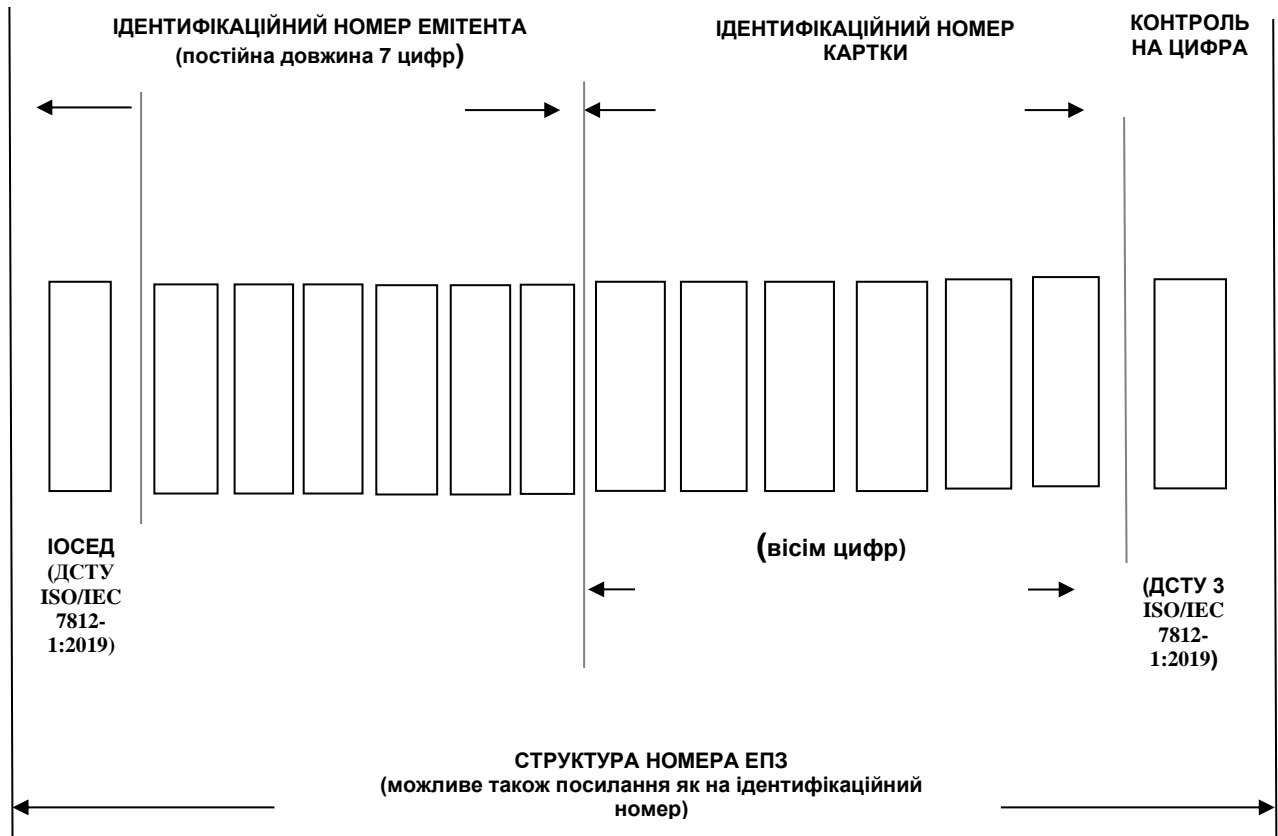 ІДЕНТИФІКАЦІЙНИЙ НОМЕР ЕМІТЕНТА
(постійна довжина 7 цифр)
ІДЕНТИФІКАЦІЙНИЙ НОМЕР
КАРТКИ
КОНТРОЛЬ
НА ЦИФРА
ІОСЕД
(ДСТУ
ISO/IEC
7812-
1:2019)
(вісім цифр)
(ДСТУ З
ISO/IEC
7812-
1:2019)
СТРУКТУРА НОМЕРА ЕПЗ
(можливе також посилання як на ідентифікаційний
номер)